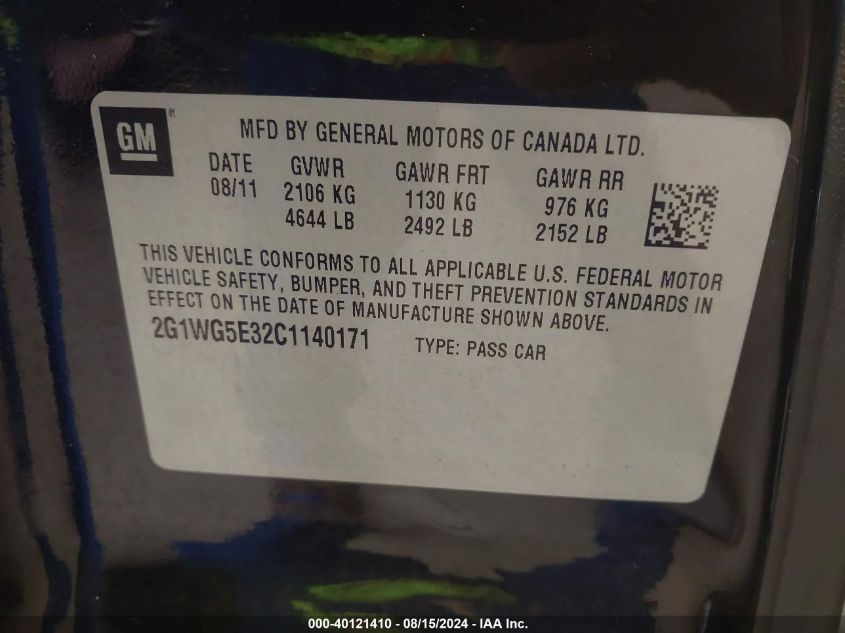 GM®
MFD BY GENERAL MOTORS OF CANADA LTD.
DATE GVWR GAWR FRT GAWR RR
08/11 2106 KG 1130 KG 976 KG
4644 LB 2492 LB 2152 LB
THIS VEHICLE CONFORMS TO ALL APPLICABLE U.S. FEDERAL MOTOR
VEHICLE SAFETY, BUMPER, AND THEFT PREVENTION STANDARDS IN
EFFECT ON THE DATE OF MANUFACTURE SHOWN ABOVE.
2G1WG5E32C1140171 TYPE: PASS CAR
000-40121410 - 08/15/2024 - IAA Inc.